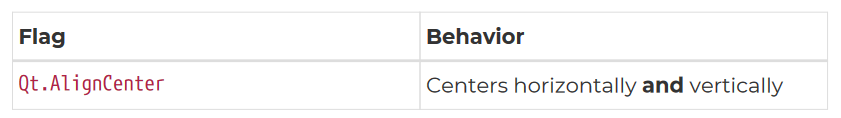 Flag Behavior
Qt.AlignCenter Centers horizontally and vertically